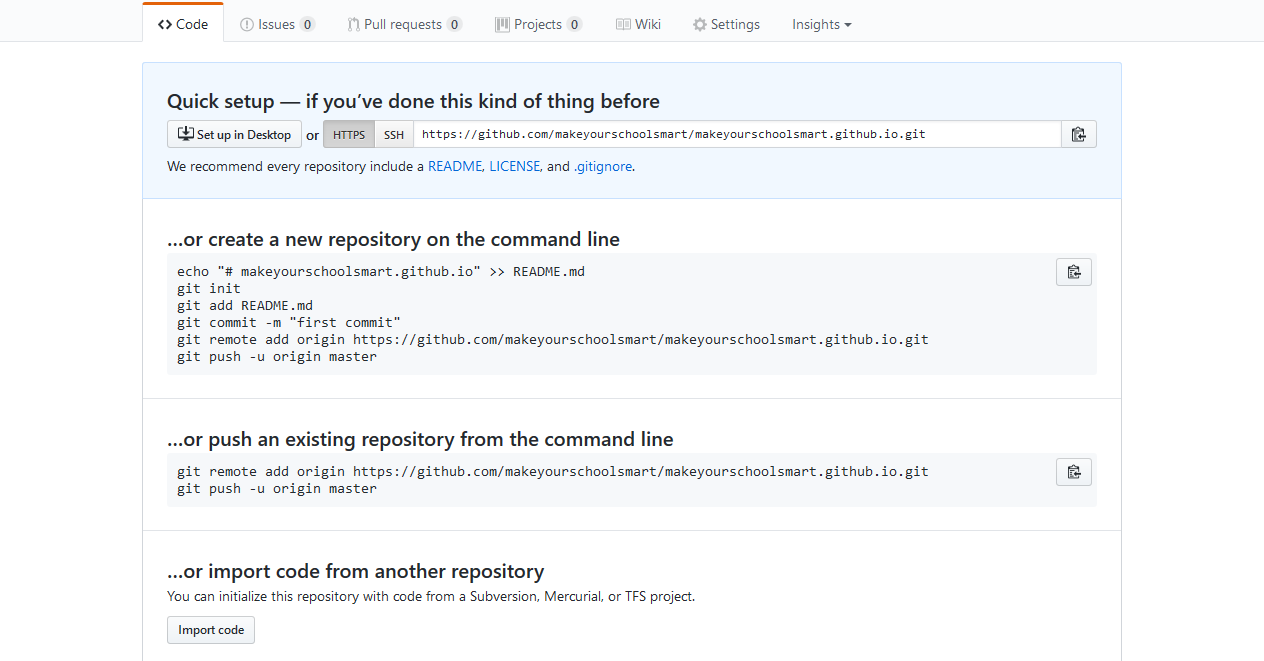 Code Issues 0 Pull requests 0 Projects 0 Wiki Settings Insights
Quick setup — if you’ve done this kind of thing before
Set up in Desktop or HTTPS SSH https://github.com/makeyourschoolsmart/makeyourschoolsmart.github.io.git
We recommend every repository include a README, LICENSE, and .gitignore.
…or create a new repository on the command line
echo "# makeyourschoolsmart.github.io" >> README.md
git init
git add README.md
git commit -m "first commit"
git remote add origin https://github.com/makeyourschoolsmart/makeyourschoolsmart.github.io.git
git push -u origin master
…or push an existing repository from the command line
git remote add origin https://github.com/makeyourschoolsmart/makeyourschoolsmart.github.io.git
git push -u origin master
…or import code from another repository
You can initialize this repository with code from a Subversion, Mercurial, or TFS project.
Import code